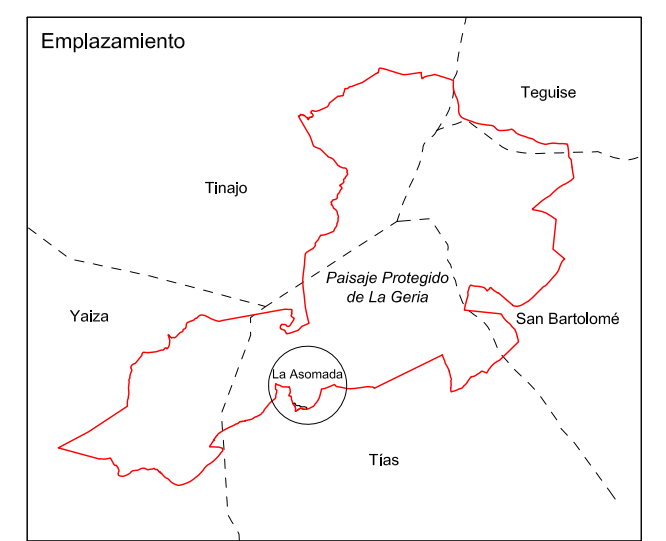 Emplazamiento
Teguise
Tinajo
Paisaje Protegido
de La Geria
Yaiza
San Bartolomé
La Asomada
Tías